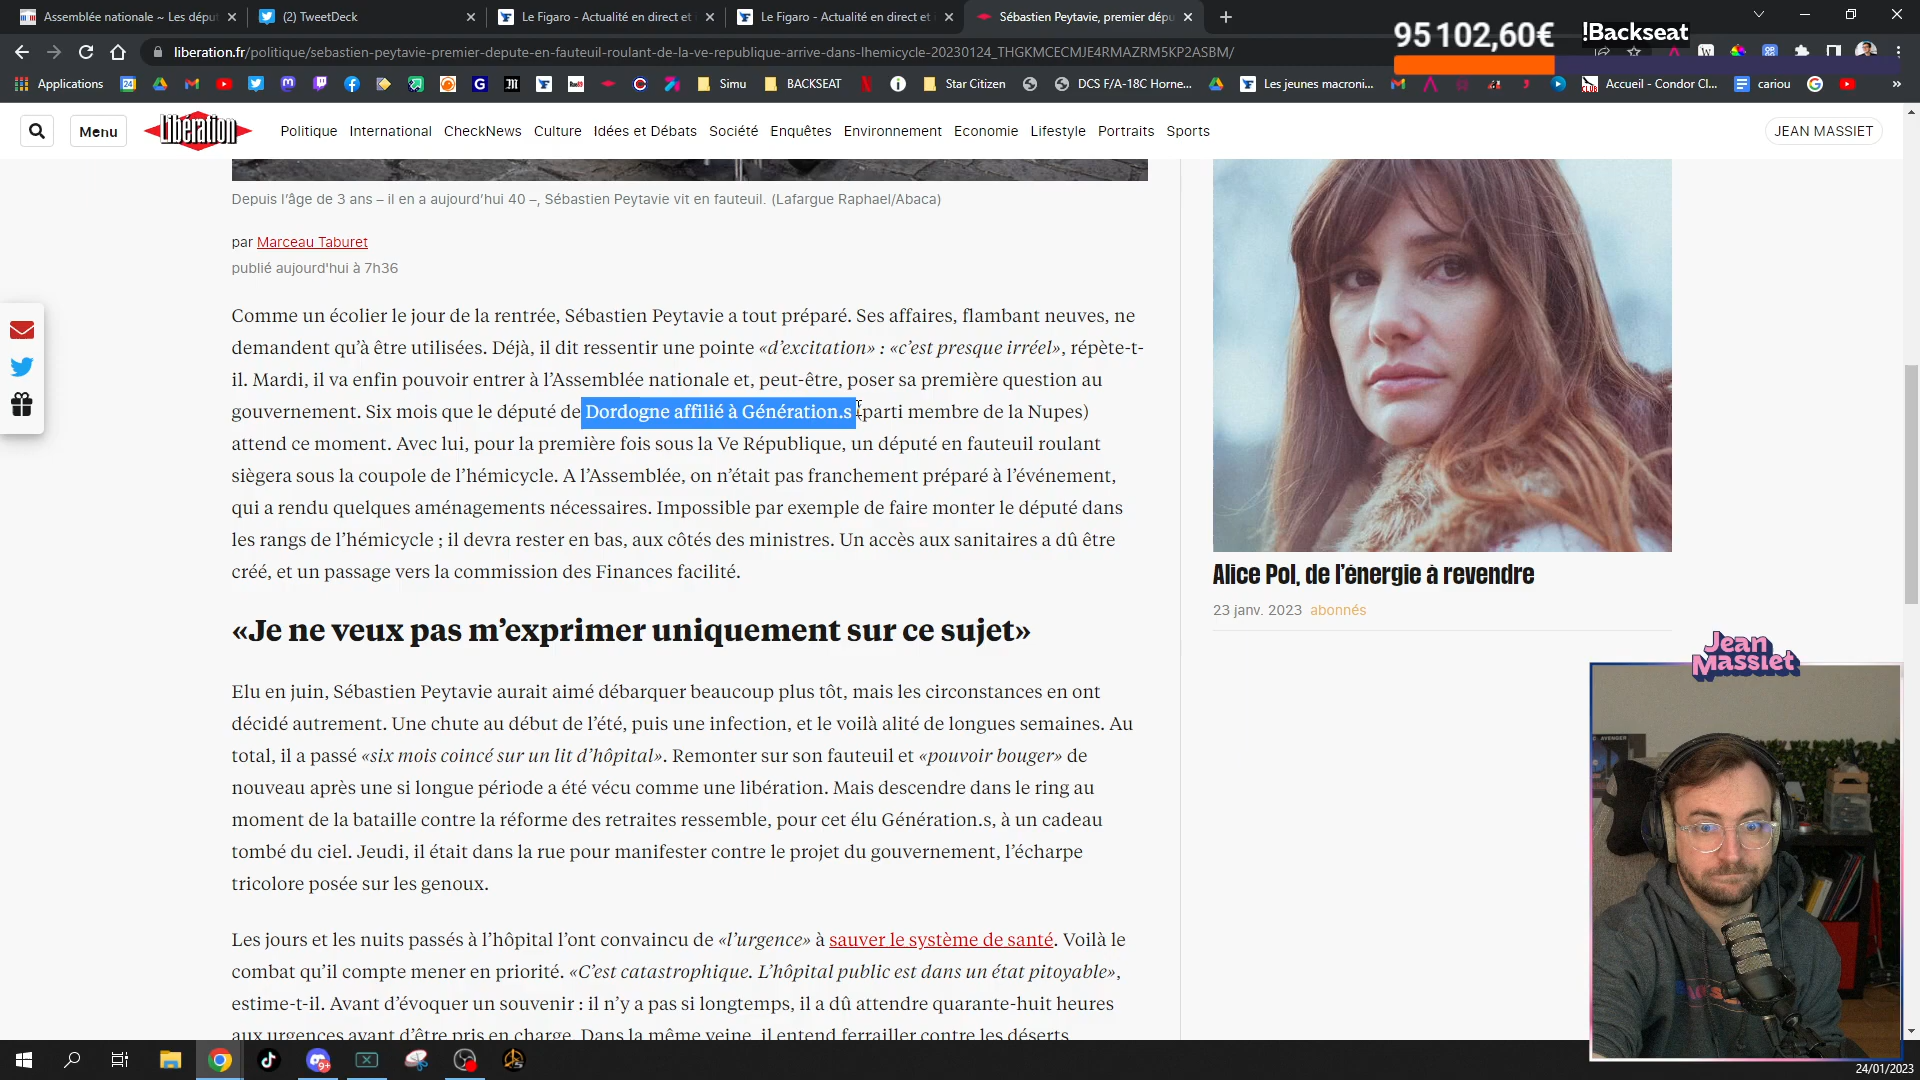 Assemblée nationale ~ Les déput
(2) TweetDeck
Le Figaro - Actualité en direct et
Le Figaro - Actualité en direct et
Sébastien Peytavie, premier dépu
95 102,60€
!Backseat
liberation.fr/politique/sebastien-peytavie-premier-depute-en-fauteuil-roulant-de-la-ve-republique-arrive-dans-lhemicycle-20230124_THGKMCECMJE4RMAZRM5KP2ASBM/
Applications
Simu
BACKSEAT
Star Citizen
DCS F/A-18C Horne...
Les jeunes macroni...
Accueil - Condor Cl...
cariou
Menu
Libération
Politique International CheckNews Culture Idées et Débats Société Enquêtes Environnement Economie Lifestyle Portraits Sports
JEAN MASSIET
Depuis l’âge de 3 ans – il en a aujourd’hui 40 –, Sébastien Peytavie vit en fauteuil. (Lafargue Raphael/Abaca)
par Marceau Taburet
publié aujourd'hui à 7h36
Comme un écolier le jour de la rentrée, Sébastien Peytavie a tout préparé. Ses affaires, flambant neuves, ne
demandent qu’à être utilisées. Déjà, il dit ressentir une pointe «d’excitation» : «c’est presque irréel», répète-t-
il. Mardi, il va enfin pouvoir entrer à l’Assemblée nationale et, peut-être, poser sa première question au
gouvernement. Six mois que le député de Dordogne affilié à Génération.s (parti membre de la Nupes)
attend ce moment. Avec lui, pour la première fois sous la Ve République, un député en fauteuil roulant
siègera sous la coupole de l’hémicycle. A l’Assemblée, on n’était pas franchement préparé à l’événement,
qui a rendu quelques aménagements nécessaires. Impossible par exemple de faire monter le député dans
les rangs de l’hémicycle ; il devra rester en bas, aux côtés des ministres. Un accès aux sanitaires a dû être
créé, et un passage vers la commission des Finances facilité.
«Je ne veux pas m’exprimer uniquement sur ce sujet»
Elu en juin, Sébastien Peytavie aurait aimé débarquer beaucoup plus tôt, mais les circonstances en ont
décidé autrement. Une chute au début de l’été, puis une infection, et le voilà alité de longues semaines. Au
total, il a passé «six mois coincé sur un lit d’hôpital». Remonter sur son fauteuil et «pouvoir bouger» de
nouveau après une si longue période a été vécu comme une libération. Mais descendre dans le ring au
moment de la bataille contre la réforme des retraites ressemble, pour cet élu Génération.s, à un cadeau
tombé du ciel. Jeudi, il était dans la rue pour manifester contre le projet du gouvernement, l’écharpe
tricolore posée sur les genoux.
Les jours et les nuits passés à l’hôpital l’ont convaincu de «l’urgence» à sauver le système de santé. Voilà le
combat qu’il compte mener en priorité. «C’est catastrophique. L’hôpital public est dans un état pitoyable»,
estime-t-il. Avant d’évoquer un souvenir : il n’y a pas si longtemps, il a dû attendre quarante-huit heures
aux urgences avant d’être pris en charge. Dans la même veine, il entend ferrailler contre les déserts
Alice Pol, de l’énergie à revendre
23 janv. 2023 abonnés
Jean
Massiet
24/01/2023